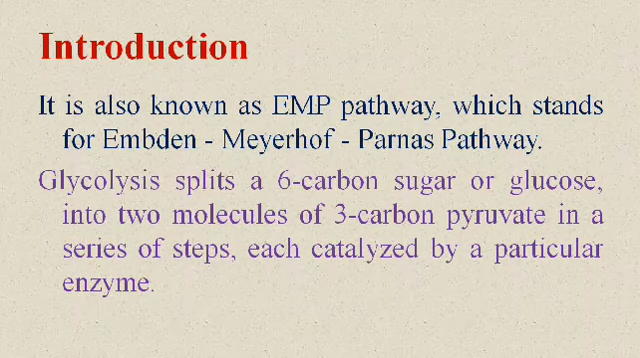 Introduction
It is also known as EMP pathway, which stands
for Embden - Meyerhof - Parnas Pathway.
Glycolysis splits a 6-carbon sugar or glucose,
into two molecules of 3-carbon pyruvate in a
series of steps, each catalyzed by a particular
enzyme.